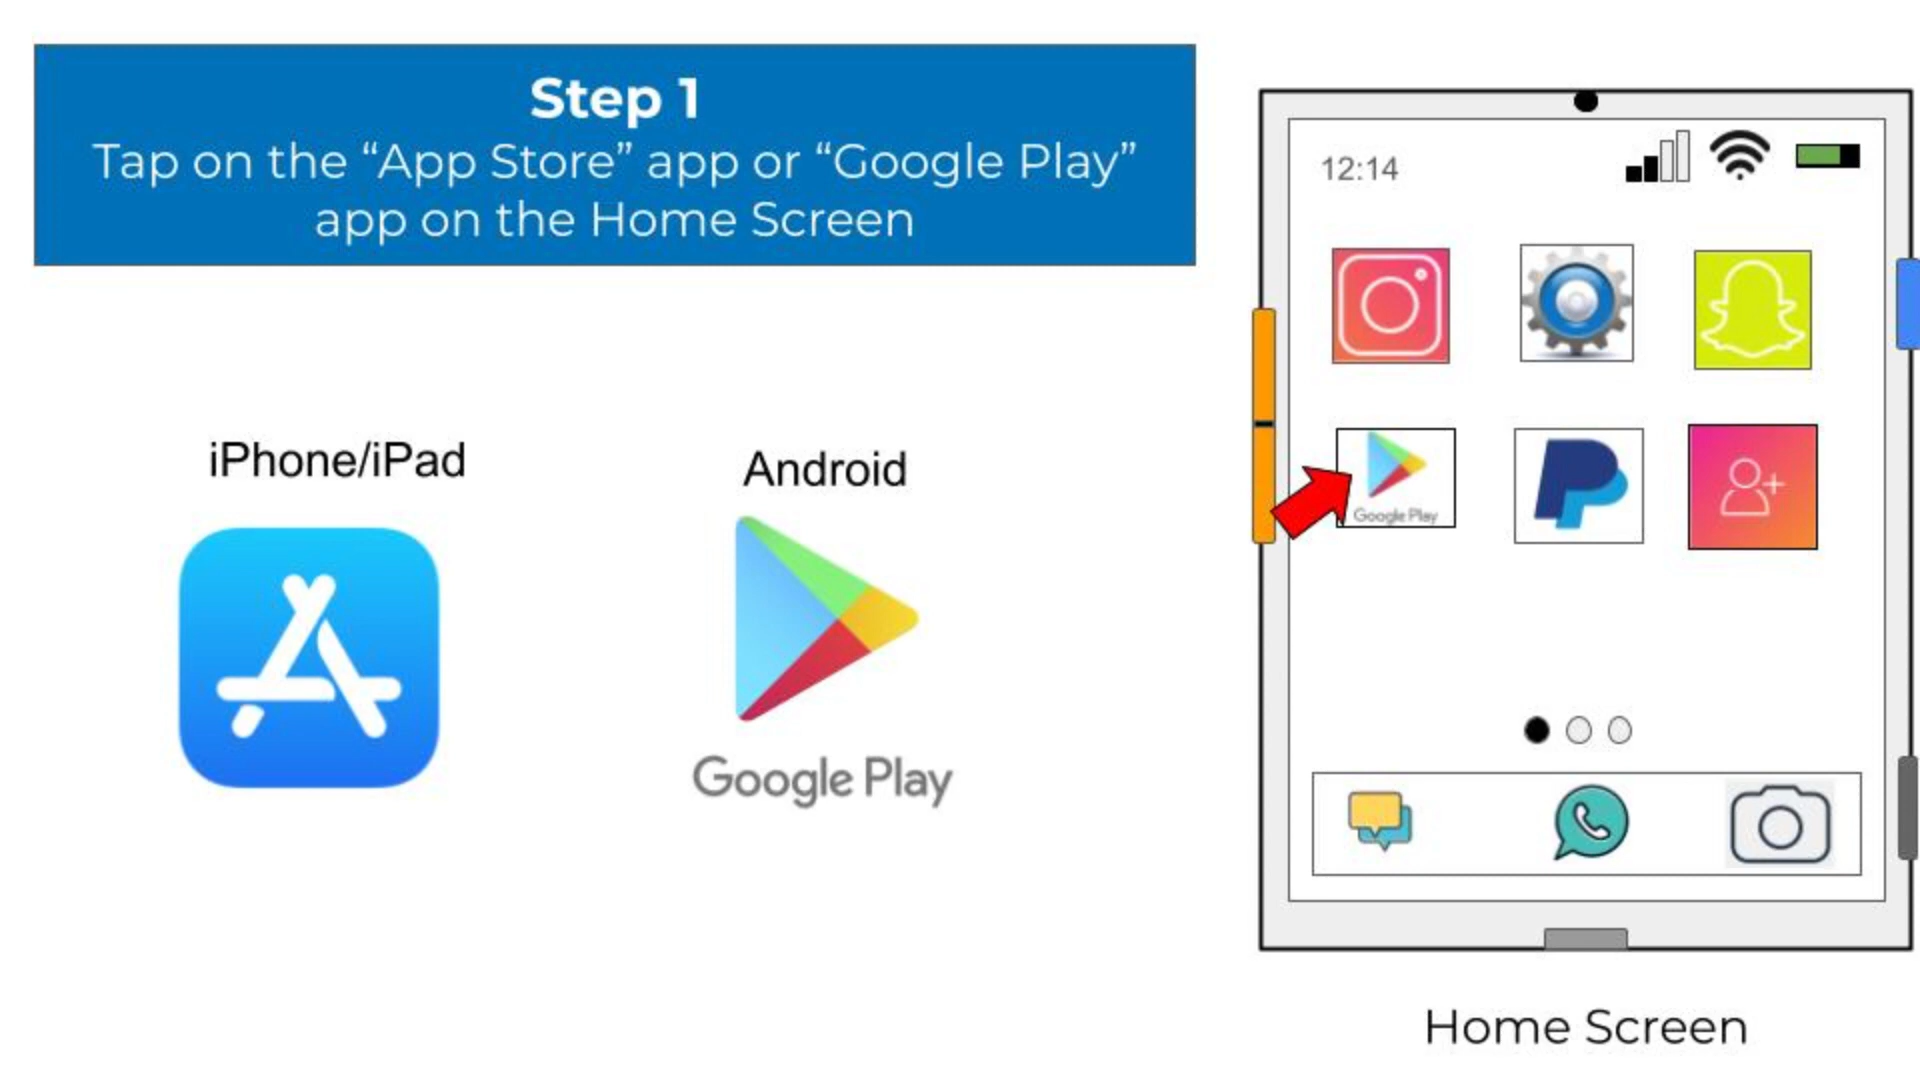 Step 1
Tap on the “App Store” app or “Google Play”
app on the Home Screen
iPhone/iPad
Android
Google Play
12:14
Google Play
Home Screen